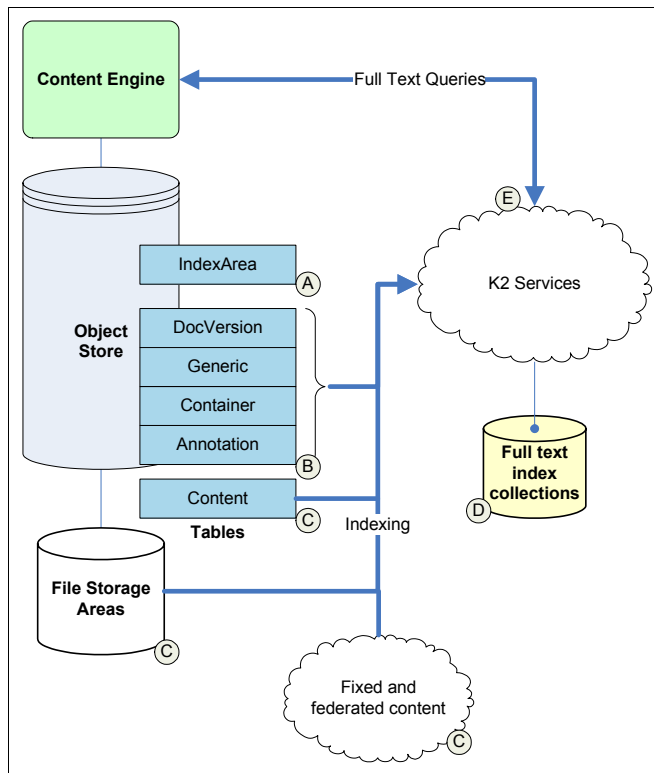 Content Engine
Full Text Queries
E
K2 Services
IndexArea
A
Object
Store
DocVersion
Generic
Container
Annotation
B
Content
C
Tables
Indexing
Full text
index
collections
D
File Storage
Areas
C
Fixed and
federated content
C